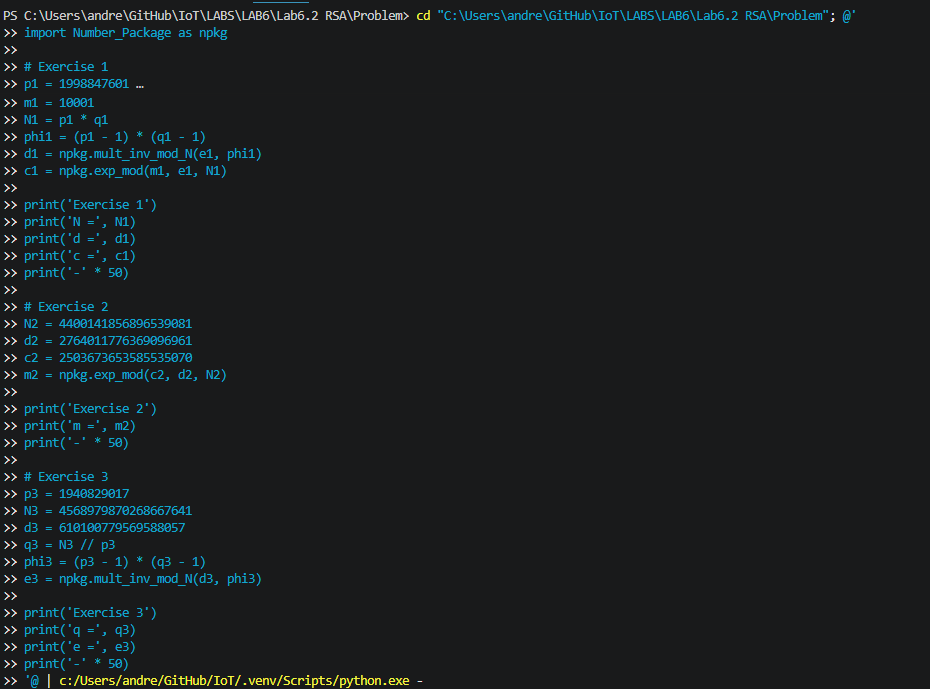 PS C:\Users\andre\GitHub\IoT\LABS\LAB6\Lab6.2 RSA\Problem> cd "C:\Users\andre\GitHub\IoT\LABS\LAB6\Lab6.2 RSA\Problem"; @'
>> import Number_Package as npkg
>>
>> # Exercise 1
>> p1 = 1998847601 …
>> m1 = 10001
>> N1 = p1 * q1
>> phi1 = (p1 - 1) * (q1 - 1)
>> d1 = npkg.mult_inv_mod_N(e1, phi1)
>> c1 = npkg.exp_mod(m1, e1, N1)
>>
>> print('Exercise 1')
>> print('N =', N1)
>> print('d =', d1)
>> print('c =', c1)
>> print('-' * 50)
>>
>> # Exercise 2
>> N2 = 4400141856896539081
>> d2 = 2764011776369096961
>> c2 = 2503673653585535070
>> m2 = npkg.exp_mod(c2, d2, N2)
>>
>> print('Exercise 2')
>> print('m =', m2)
>> print('-' * 50)
>>
>> # Exercise 3
>> p3 = 1940829017
>> N3 = 4568979870268667641
>> d3 = 610100779569588057
>> q3 = N3 // p3
>> phi3 = (p3 - 1) * (q3 - 1)
>> e3 = npkg.mult_inv_mod_N(d3, phi3)
>>
>> print('Exercise 3')
>> print('q =', q3)
>> print('e =', e3)
>> print('-' * 50)
>> '@ | c:/Users/andre/GitHub/IoT/.venv/Scripts/python.exe -